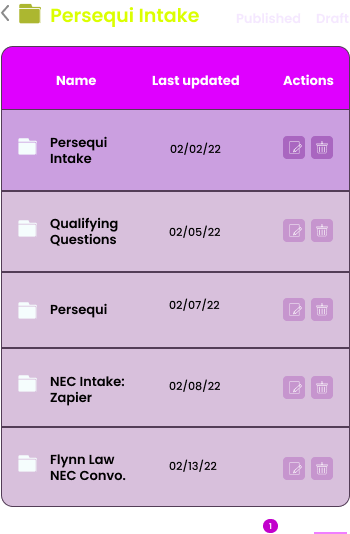 Persequi Intake
Published Draft
Name Last updated Actions
Persequi
Intake
02/02/22
Qualifying
Questions
02/05/22
Persequi
02/07/22
NEC Intake:
Zapier
02/08/22
Flynn Law
NEC Convo.
02/13/22
1